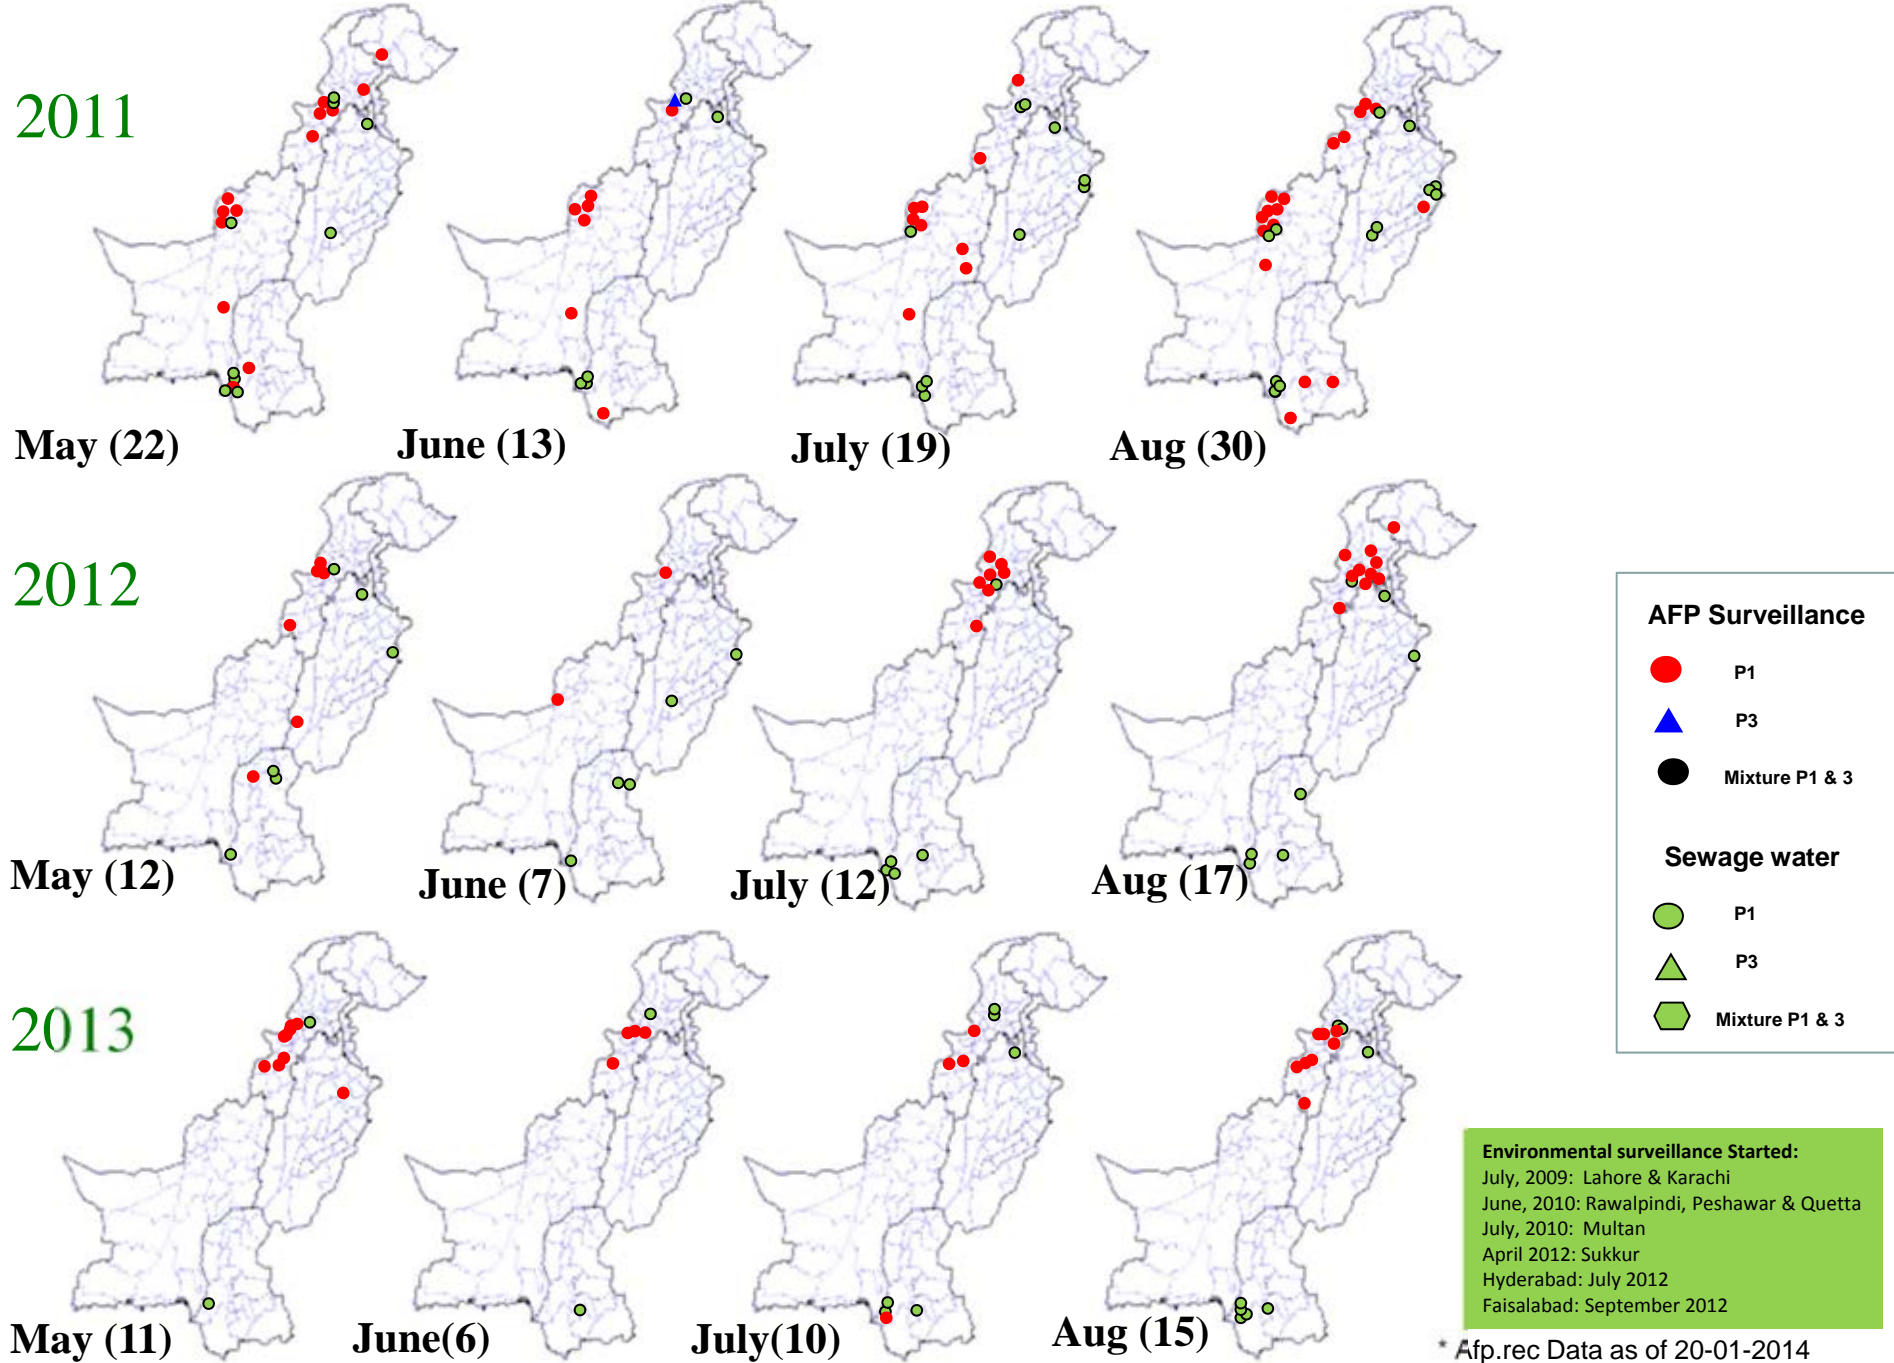 2011
May (22)
June (13)
July (19)
Aug (30)
2012
May (12)
June (7)
July (12)
Aug (17)
2013
May (11)
June(6)
July(10)
Aug (15)
AFP Surveillance
P1
P3
Mixture P1 & 3
Sewage water
P1
P3
Mixture P1 & 3
Environmental surveillance Started:
July, 2009: Lahore & Karachi
June, 2010: Rawalpindi, Peshawar & Quetta
July, 2010: Multan
April 2012: Sukkur
Hyderabad: July 2012
Faisalabad: September 2012
* Afp.rec Data as of 20-01-2014